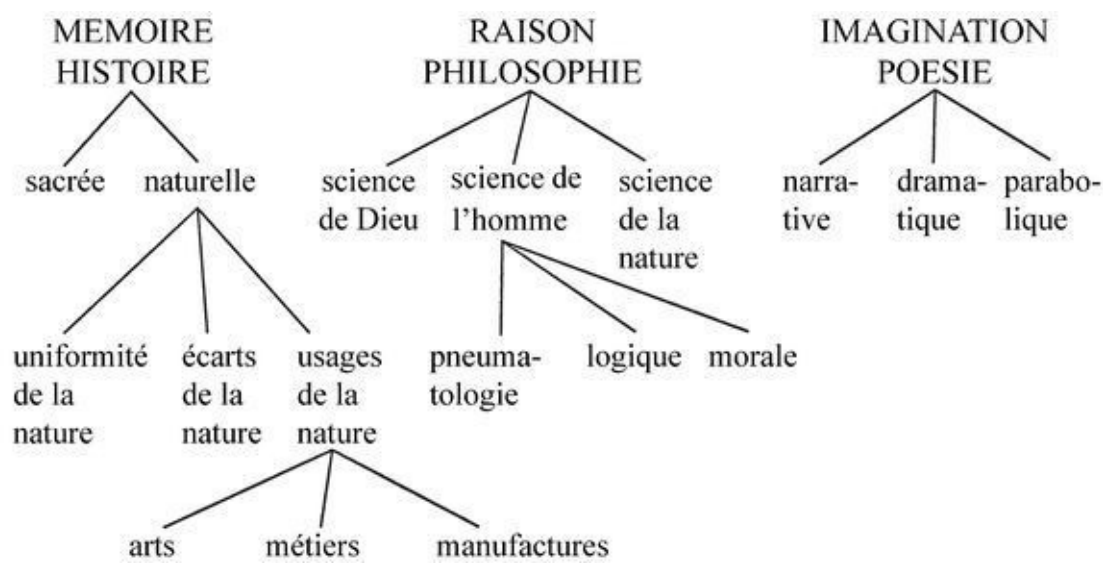 MEMOIRE
HISTOIRE
RAISON
PHILOSOPHIE
IMAGINATION
POESIE
sacrée
naturelle
science
de Dieu
science de
l'homme
science
de la
nature
narra-
tive
drama-
tique
parabo-
lique
uniformité
de la
nature
écarts
de la
nature
usages
de la
nature
pneuma-
tologie
logique
morale
arts
métiers
manufactures